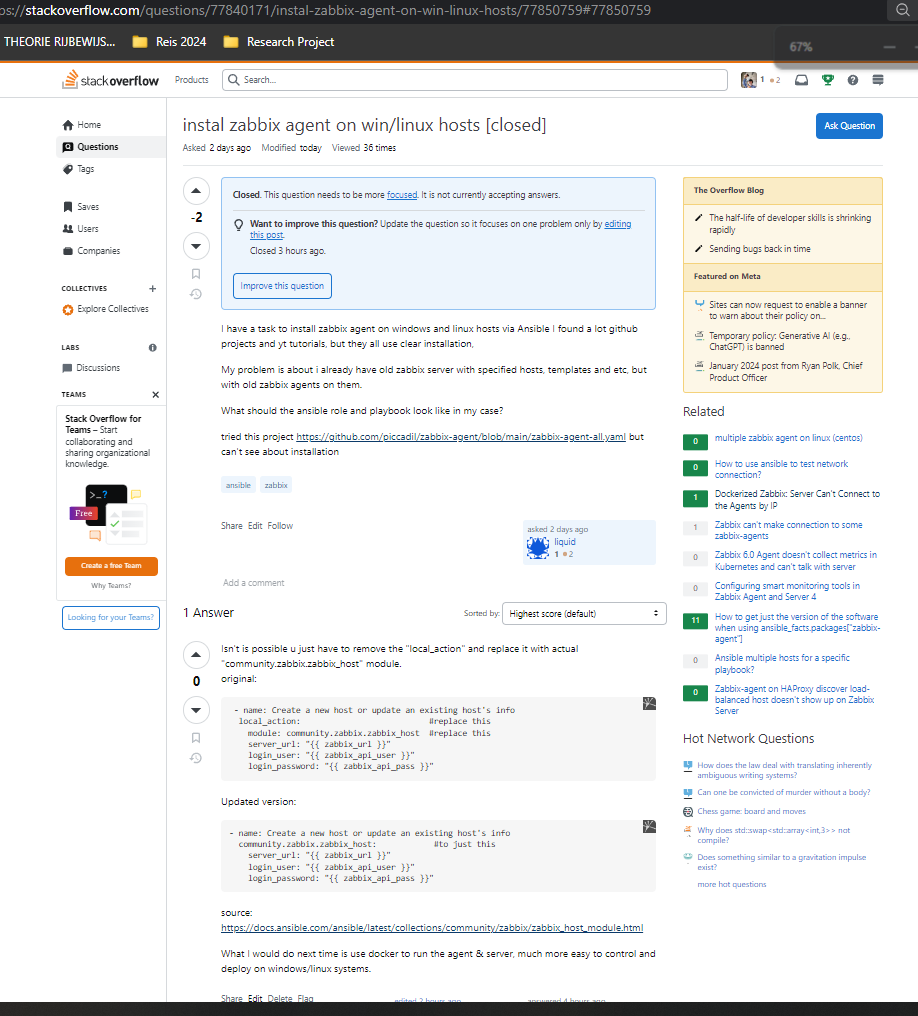 ps://stackoverflow.com/questions/77840171/instal-zabbix-agent-on-win-linux-hosts/77850759#77850759
THEORIE RIJBEWIJS...
Reis 2024
Research Project
67%
stackoverflow
Products
Search...
1
2
Home
Questions
Tags
Saves
Users
Companies
COLLECTIVES
Explore Collectives
LABS
Discussions
TEAMS
Stack Overflow for
Teams – Start
collaborating and
sharing organizational
knowledge.
>_?
Free
Create a free Team
Why Teams?
Looking for your Teams?
instal zabbix agent on win/linux hosts [closed]
Ask Question
Asked 2 days ago Modified today Viewed 36 times
-2
Closed. This question needs to be more focused. It is not currently accepting answers.
Want to improve this question? Update the question so it focuses on one problem only by editing
this post.
Closed 3 hours ago.
Improve this question
I have a task to install zabbix agent on windows and linux hosts via Ansible I found a lot github
projects and yt tutorials, but they all use clear installation,
My problem is about i already have old zabbix server with specified hosts, templates and etc, but
with old zabbix agents on them.
What should the ansible role and playbook look like in my case?
tried this project https://github.com/piccadil/zabbix-agent/blob/main/zabbix-agent-all.yaml but
can't see about installation
ansible
zabbix
Share Edit Follow
asked 2 days ago
liquid
1 2
Add a comment
1 Answer
Sorted by:
Highest score (default)
0
Isn't is possible u just have to remove the "local_action" and replace it with actual
"community.zabbix.zabbix_host" module.
original:
- name: Create a new host or update an existing host's info
local_action: #replace this
module: community.zabbix.zabbix_host #replace this
server_url: "{{ zabbix_url }}"
login_user: "{{ zabbix_api_user }}"
login_password: "{{ zabbix_api_pass }}"
Updated version:
- name: Create a new host or update an existing host's info
community.zabbix.zabbix_host: #to just this
server_url: "{{ zabbix_url }}"
login_user: "{{ zabbix_api_user }}"
login_password: "{{ zabbix_api_pass }}"
source:
https://docs.ansible.com/ansible/latest/collections/community/zabbix/zabbix_host_module.html
What I would do next time is use docker to run the agent & server, much more easy to control and
deploy on windows/linux systems.
Share Edit Delete Flag
edited 3 hours ago
answered 4 hours ago
The Overflow Blog
The half-life of developer skills is shrinking
rapidly
Sending bugs back in time
Featured on Meta
Sites can now request to enable a banner
to warn about their policy on...
Temporary policy: Generative AI (e.g.,
ChatGPT) is banned
January 2024 post from Ryan Polk, Chief
Product Officer
Related
0
multiple zabbix agent on linux (centos)
0
How to use ansible to test network
connection?
1
Dockerized Zabbix: Server Can't Connect to
the Agents by IP
1
Zabbix can't make connection to some
zabbix-agents
0
Zabbix 6.0 Agent doesn't collect metrics in
Kubernetes and can't talk with server
0
Configuring smart monitoring tools in
Zabbix Agent and Server 4
11
How to get just the version of the software
when using ansible_facts.packages["zabbix-
agent"]
0
Ansible multiple hosts for a specific
playbook?
0
Zabbix-agent on HAProxy discover load-
balanced host doesn't show up on Zabbix
Server
Hot Network Questions
How does the law deal with translating inherently
ambiguous writing systems?
Can one be convicted of murder without a body?
Chess game: board and moves
Why does std::swap<std::array<int,3>> not
compile?
Does something similar to a gravitation impulse
exist?
more hot questions